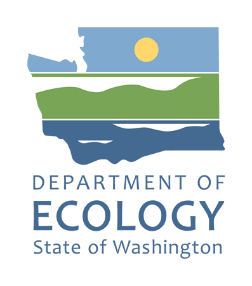 DEPARTMENT OF
ECOLOGY
State of Washington